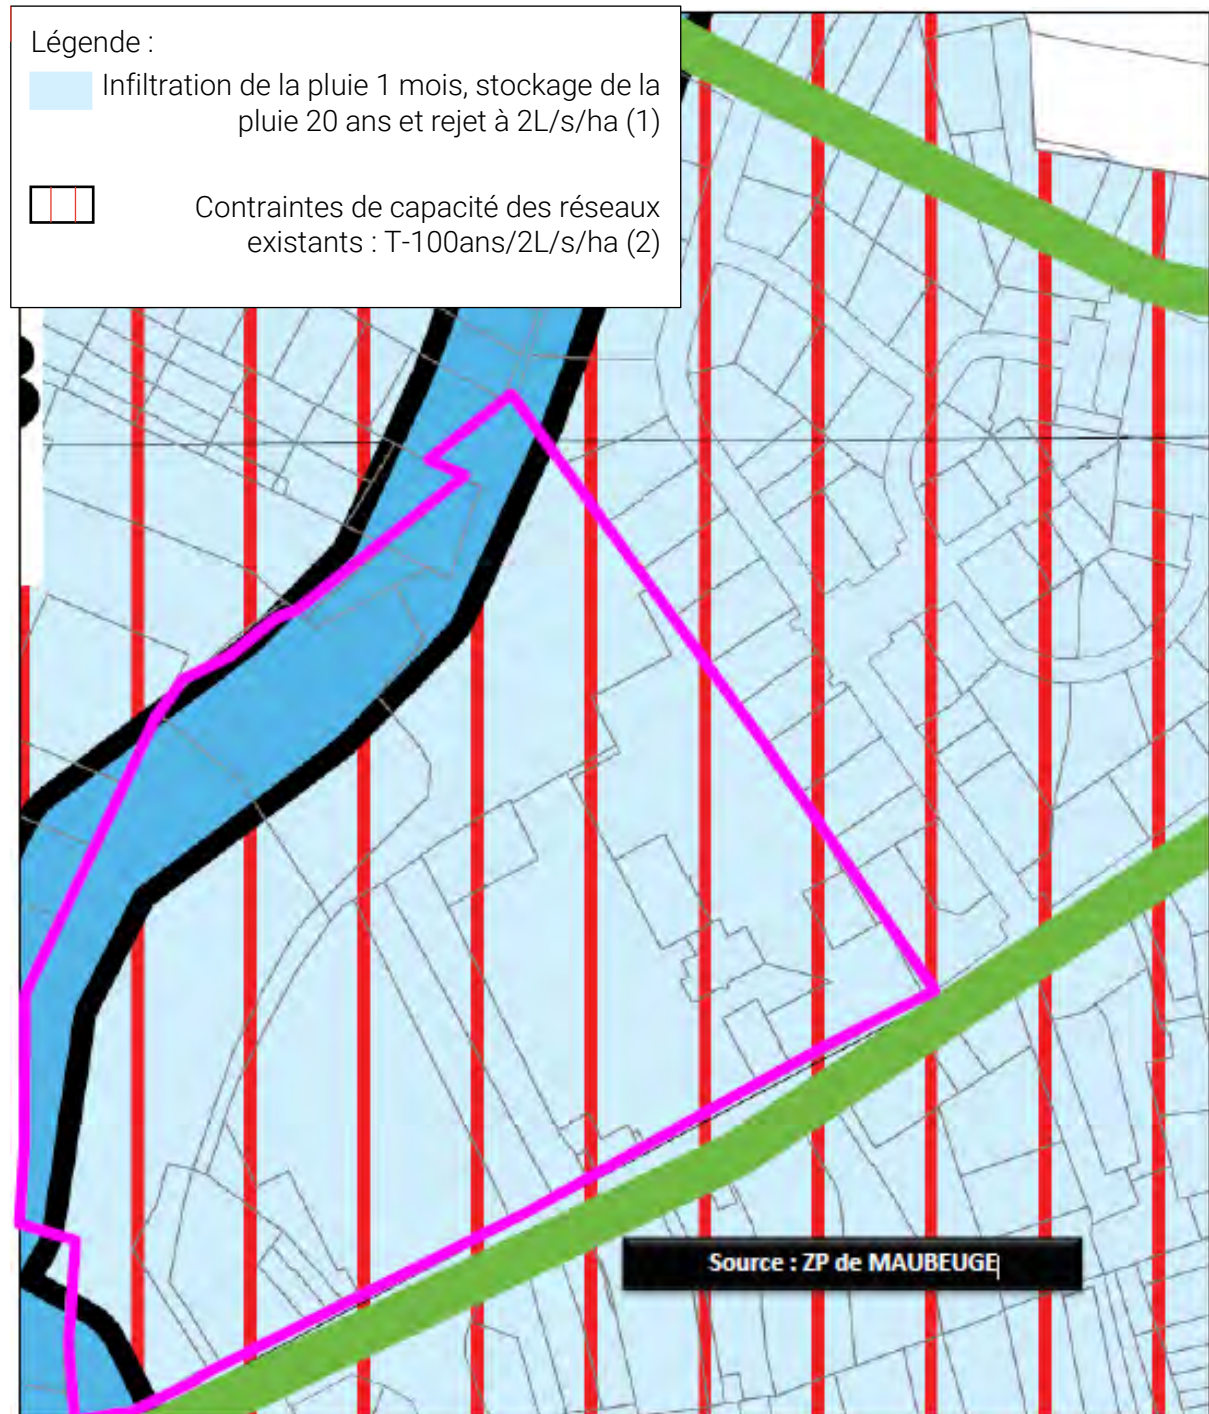 Légende :
Infiltration de la pluie 1 mois, stockage de la
pluie 20 ans et rejet à 2L/s/ha (1)
Contraintes de capacité des réseaux
existants : T-100ans/2L/s/ha (2)
Source : ZP de MAUBEUGE